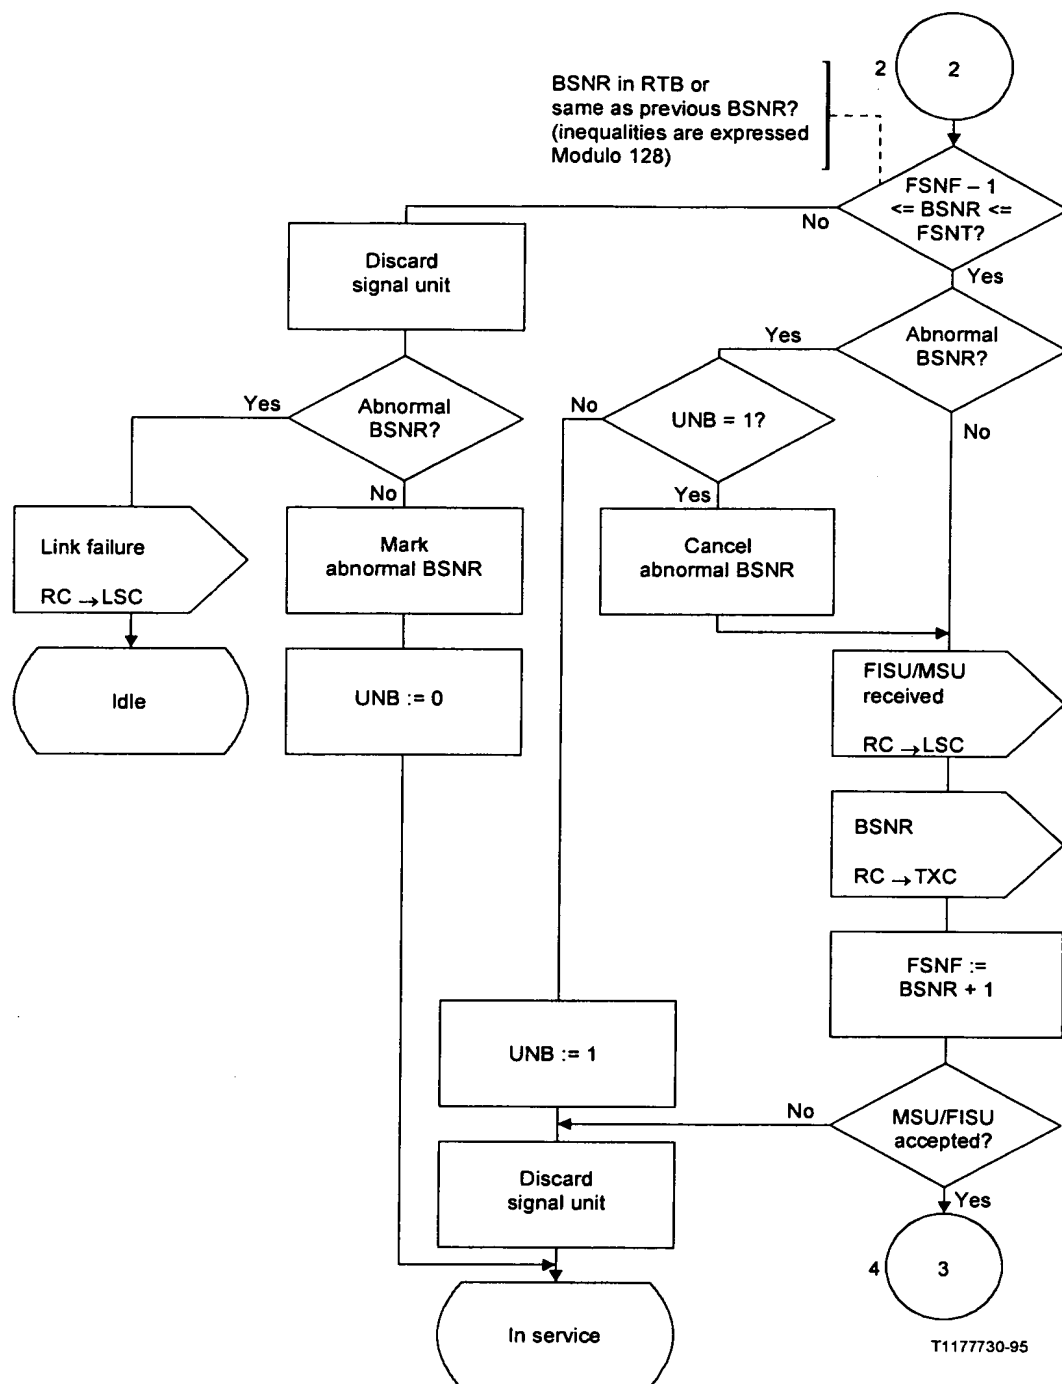 2
2
BSNR in RTB or
same as previous BSNR?
(inequalities are expressed
Modulo 128)
FSNF – 1
<= BSNR <=
FSNT?
No
Yes
Discard
signal unit
Abnormal
BSNR?
Yes
No
Abnormal
BSNR?
Yes
No
UNB = 1?
No
Yes
Link failure
RC → LSC
Mark
abnormal BSNR
Cancel
abnormal BSNR
Idle
UNB := 0
FISU/MSU
received
RC → LSC
BSNR
RC → TXC
FSNF :=
BSNR + 1
UNB := 1
MSU/FISU
accepted?
No
Yes
Discard
signal unit
4
3
In service
T1177730-95